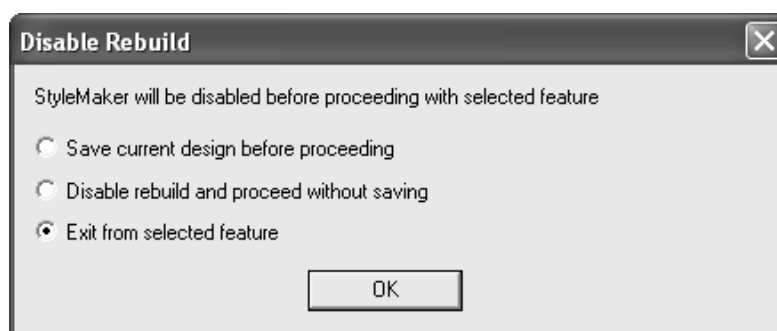 Disable Rebuild
StyleMaker will be disabled before proceeding with selected feature
Save current design before proceeding
Disable rebuild and proceed without saving
Exit from selected feature
OK